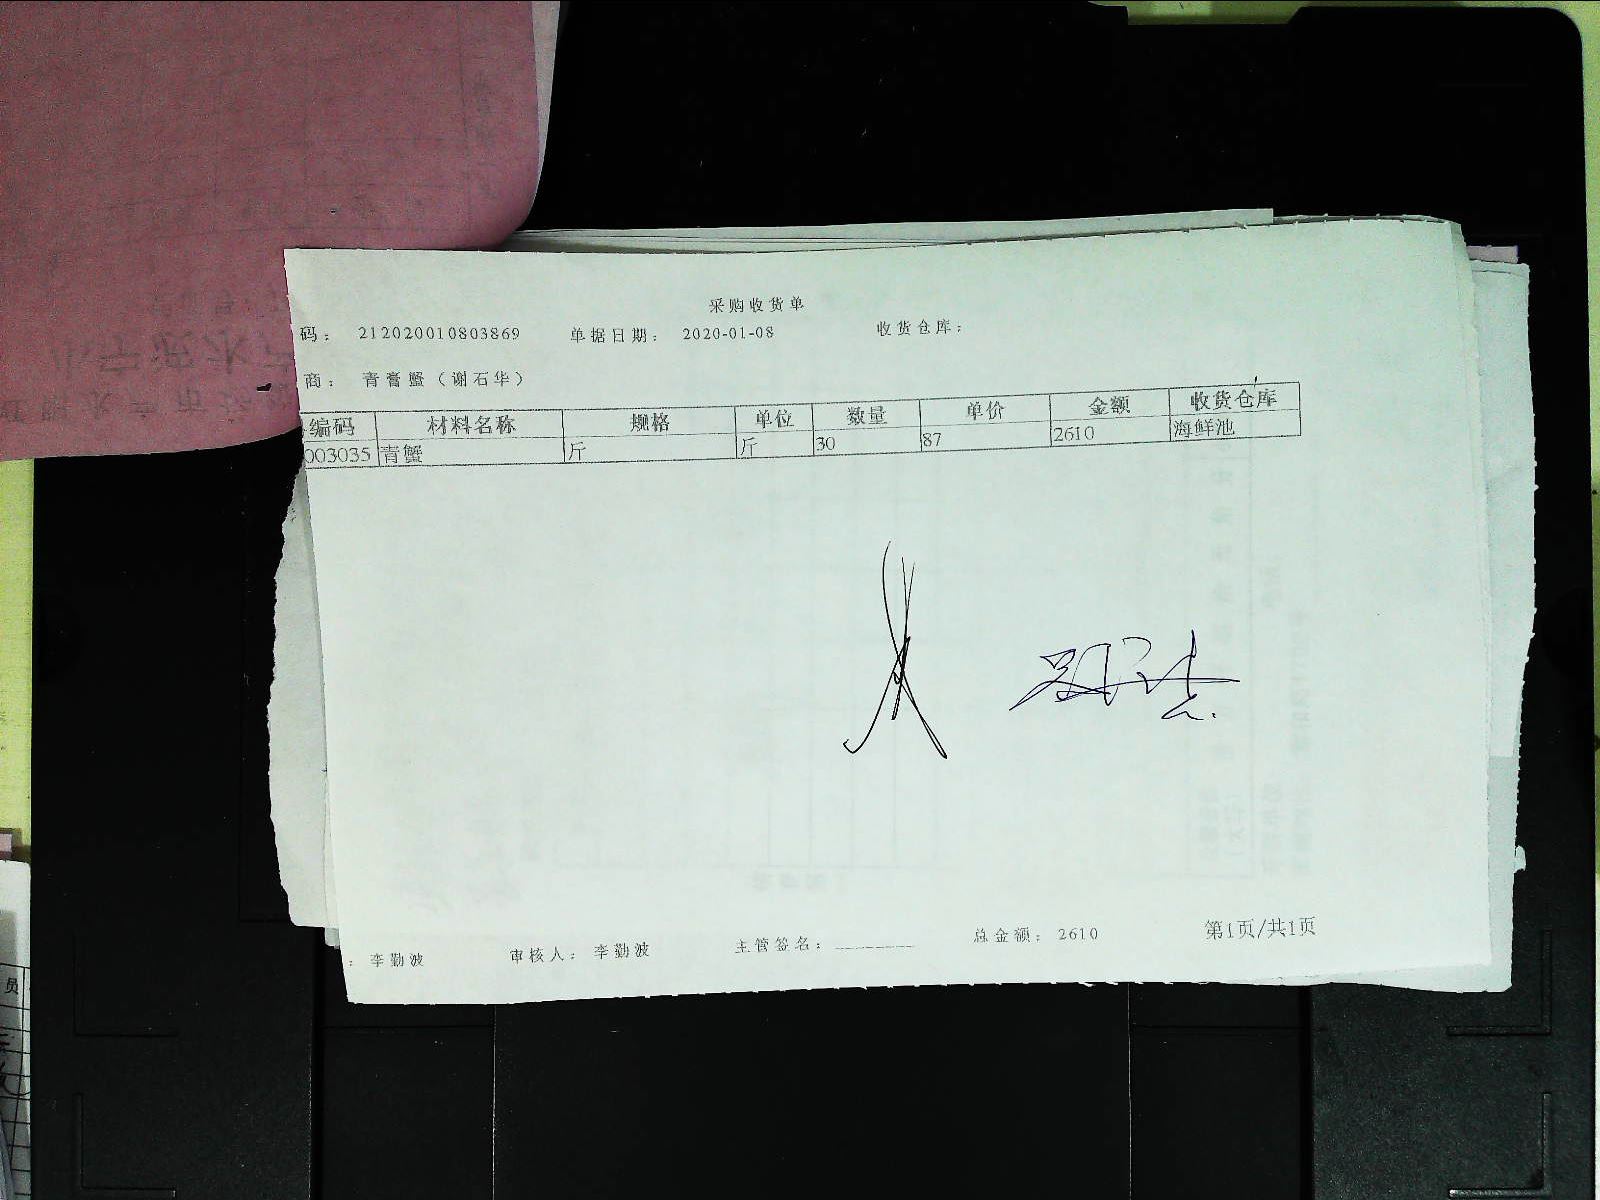 采购收货单
码： 212020010803869 单据日期： 2020-01-08 收货仓库：
商： 青膏蟹（谢石华）
编码 材料名称 规格 单位 数量 单价 金额 收货仓库
003035 青蟹 斤 斤 30 87 2610 海鲜池
： 李勤波 审核人： 李勤波 主管签名： 总金额： 2610 第1页/共1页